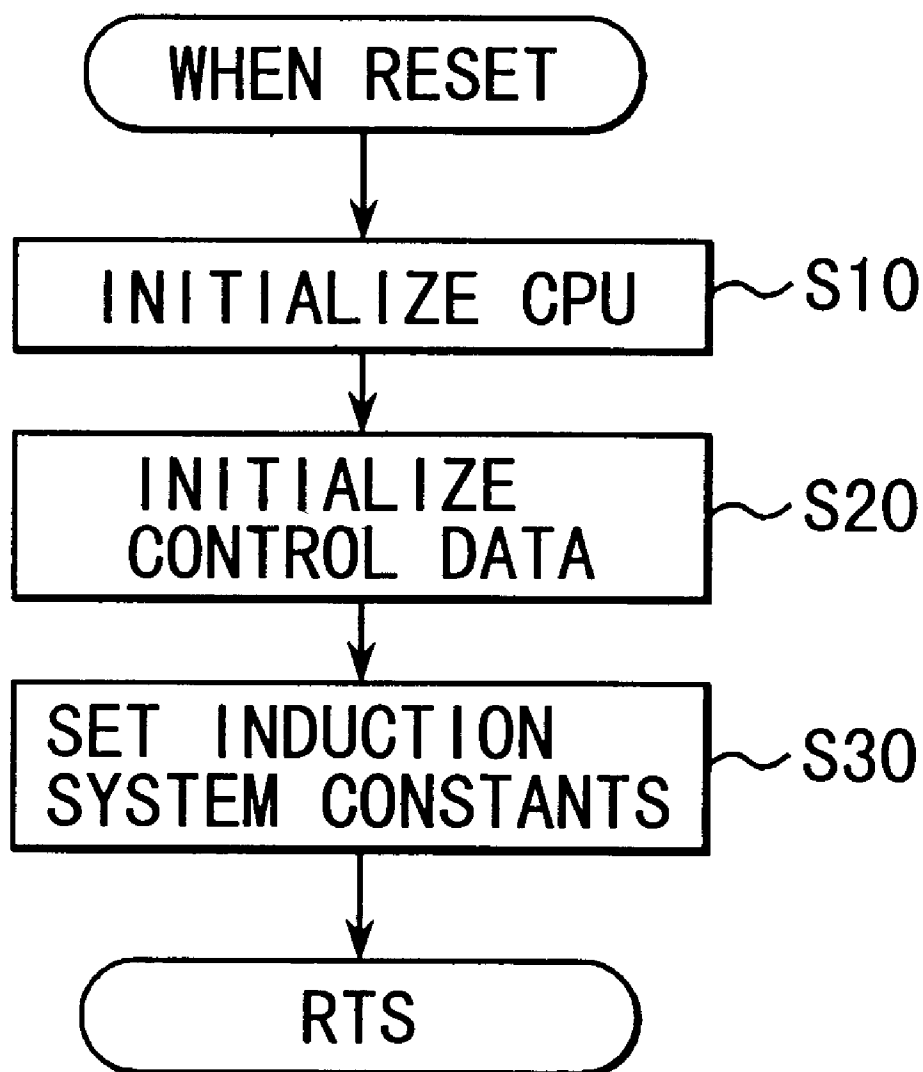 WHEN RESET
INITIALIZE CPU
S10
INITIALIZE
CONTROL DATA
S20
SET INDUCTION
SYSTEM CONSTANTS
S30
RTS